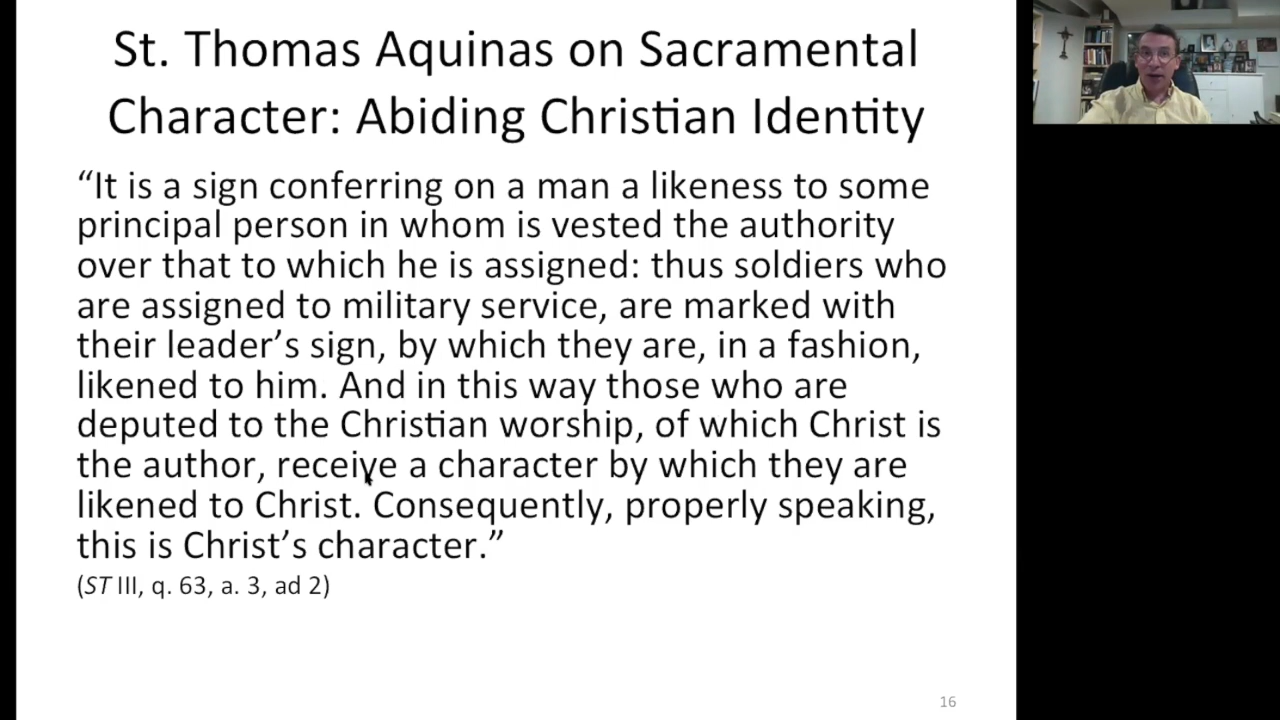 St. Thomas Aquinas on Sacramental
Character: Abiding Christian Identity
“It is a sign conferring on a man a likeness to some
principal person in whom is vested the authority
over that to which he is assigned: thus soldiers who
are assigned to military service, are marked with
their leader’s sign, by which they are, in a fashion,
likened to him. And in this way those who are
deputed to the Christian worship, of which Christ is
the author, receive a character by which they are
likened to Christ. Consequently, properly speaking,
this is Christ’s character.”
(ST III, q. 63, a. 3, ad 2)
16